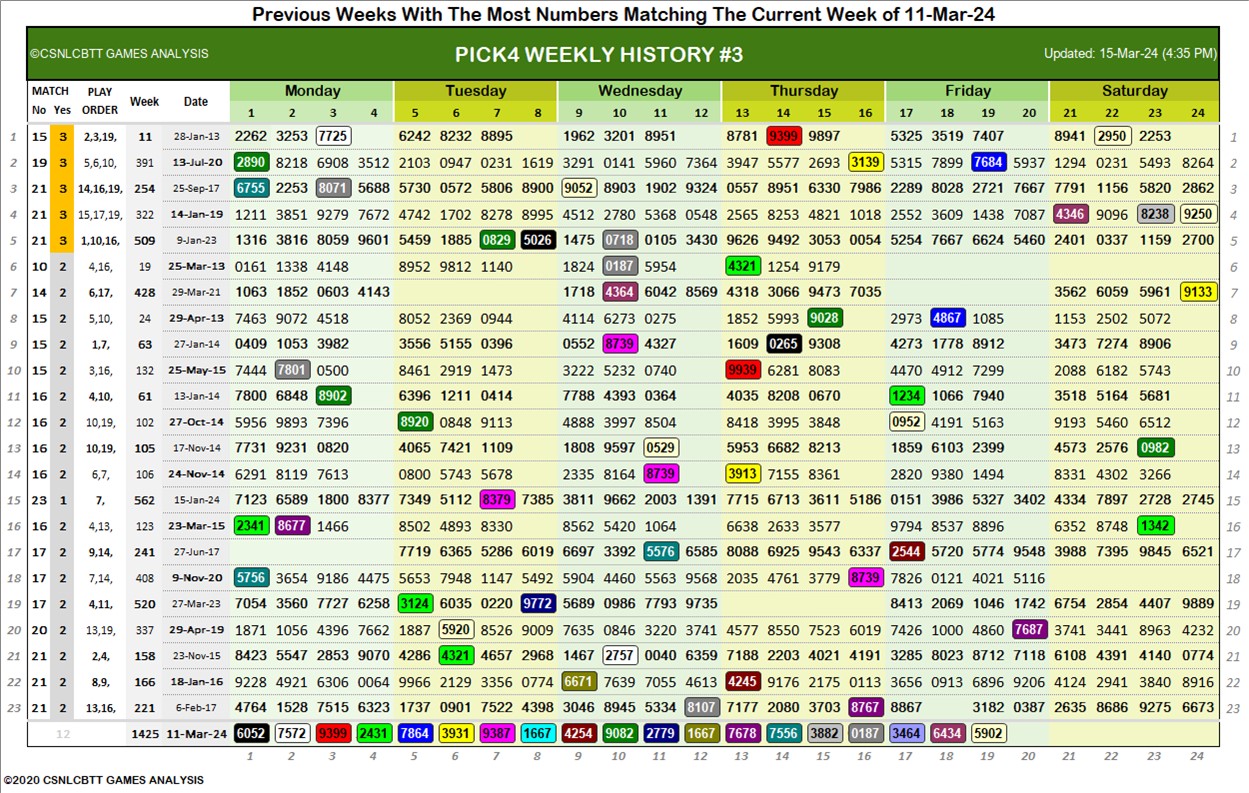 Previous Weeks With The Most Numbers Matching The Current Week of 11-Mar-24
©CSNLCBTT GAMES ANALYSIS PICK4 WEEKLY HISTORY #3 Updated: 15-Mar-24 (4:35 PM)
MATCH PLAY Week Date Monday Tuesday Wednesday Thursday Friday Saturday
No Yes ORDER 1 2 3 4 5 6 7 8 9 10 11 12 13 14 15 16 17 18 19 20 21 22 23 24
1 15 3 2,3,19, 11 28-Jan-13 2262 3253 7725 6242 8232 8895 1962 3201 8951 8781 9399 9897 5325 3519 7407 8941 2950 2253 1
2 19 3 5,6,10, 391 13-Jul-20 2890 8218 6908 3512 2103 0947 0231 1619 3291 0141 5960 7364 3947 5577 2693 3139 5315 7899 7684 5937 1294 0231 5493 8264 2
3 21 3 14,16,19, 254 25-Sep-17 6755 2253 8071 5688 5730 0572 5806 8900 9052 8903 1902 9324 0557 8951 6330 7986 2289 8028 2721 7667 7791 1156 5820 2862 3
4 21 3 15,17,19, 322 14-Jan-19 1211 3851 9279 7672 4742 1702 8278 8995 4512 2780 5368 0548 2565 8253 4821 1018 2552 3609 1438 7087 4346 9096 8238 9250 4
5 21 3 1,10,16, 509 9-Jan-23 1316 3816 8059 9601 5459 1885 0829 5026 1475 0718 0105 3430 9626 9492 3053 0054 5254 7667 6624 5460 2401 0337 1159 2700 5
6 10 2 4,16, 19 25-Mar-13 0161 1338 4148 8952 9812 1140 1824 0187 5954 4321 1254 9179 6
7 14 2 6,17, 428 29-Mar-21 1063 1852 0603 4143 1718 4364 6042 8569 4318 3066 9473 7035 3562 6059 5961 9133 7
8 15 2 5,10, 24 29-Apr-13 7463 9072 4518 8052 2369 0944 4114 6273 0275 1852 5993 9028 2973 4867 1085 1153 2502 5072 8
9 15 2 1,7, 63 27-Jan-14 0409 1053 3982 3556 5155 0396 0552 8739 4327 1609 0265 9308 4273 1778 8912 3473 7274 8906 9
10 15 2 3,16, 132 25-May-15 7444 7801 0500 8461 2919 1473 3222 5232 0740 9939 6281 8083 4470 4912 7299 2088 6182 5743 10
11 16 2 4,10, 61 13-Jan-14 7800 6848 8902 6396 1211 0414 7788 4393 0364 4035 8208 0670 1234 1066 7940 3518 5164 5681 11
12 16 2 10,19, 102 27-Oct-14 5956 9893 7396 8920 0848 9113 4888 3997 8504 8418 3995 3848 0952 4191 5163 9193 5460 6512 12
13 16 2 10,19, 105 17-Nov-14 7731 9231 0820 4065 7421 1109 1808 9597 0529 5953 6682 8213 1859 6103 2399 4573 2576 0982 13
14 16 2 6,7, 106 24-Nov-14 6291 8119 7613 0800 5743 5678 2335 8164 8739 3913 7155 8361 2820 9380 1494 8331 4502 3266 14
15 23 1 7, 562 15-Jan-24 7123 6589 1800 8377 7349 5112 8379 7385 3811 9662 2003 1391 7715 6713 3611 5186 0151 2986 5327 3402 4334 7897 2728 2745 15
16 16 2 4,13, 123 23-Mar-15 2341 8677 1466 8502 4893 8330 8562 5420 1064 6638 2633 3577 9794 8537 8896 6352 8748 1342 16
17 17 2 9,14, 241 27-Jun-17 7719 6365 5286 6019 6697 3392 5576 6585 8088 6925 9543 6337 2544 5720 5774 9548 3988 7395 9845 6521 17
18 17 2 7,14, 408 9-Nov-20 5756 3654 9186 4475 5653 7948 1147 5492 5904 4460 5563 9568 2035 4761 3779 8739 7826 0121 4021 5116 18
19 17 2 4,11, 520 27-Mar-23 7054 3560 7727 6258 3124 6035 0220 9772 5689 0986 7793 9735 8413 2069 1046 1742 6754 2854 4407 9889 19
20 20 2 13,19, 337 29-Apr-19 1871 1056 4396 7662 1887 5920 8526 9009 7635 0846 3220 3741 4577 8550 7523 6019 7426 1000 4860 7687 3741 3441 8963 4232 20
21 21 2 2,4, 158 23-Nov-15 8423 5547 5523 9070 4286 4321 4657 2968 1467 2757 0040 6359 7188 2203 4021 4191 3285 8023 8712 7118 6108 4391 4140 0774 21
22 21 2 8,9, 166 18-Jan-16 9228 4921 6306 0064 9966 2129 3356 0774 6671 7639 7055 4613 4245 9176 2175 0113 3656 0913 6896 9206 4124 2941 3840 8916 22
23 21 2 13,16, 221 6-Feb-17 4764 1528 7515 6323 1737 0901 7522 4398 3046 8945 5334 8107 7177 2080 3703 8767 8867 3182 0387 2635 8686 9275 6673 23
12 1425 11-Mar-24 6052 7572 9399 2431 7864 3931 9387 1667 4254 9082 2779 1667 7678 7556 3882 0187 3464 6434 5902
1 2 3 4 5 6 7 8 9 10 11 12 13 14 15 16 17 18 19 20 21 22 23 24
©2020 CSNLCBTT GAMES ANALYSIS